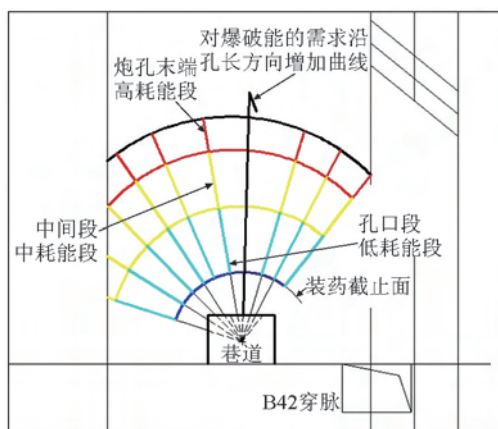 对爆破能的需求沿
孔长方向增加曲线
炮孔末端
高耗能段
中间段
中耗能段
孔口段
低耗能段
装药截止面
巷道
B42穿脉